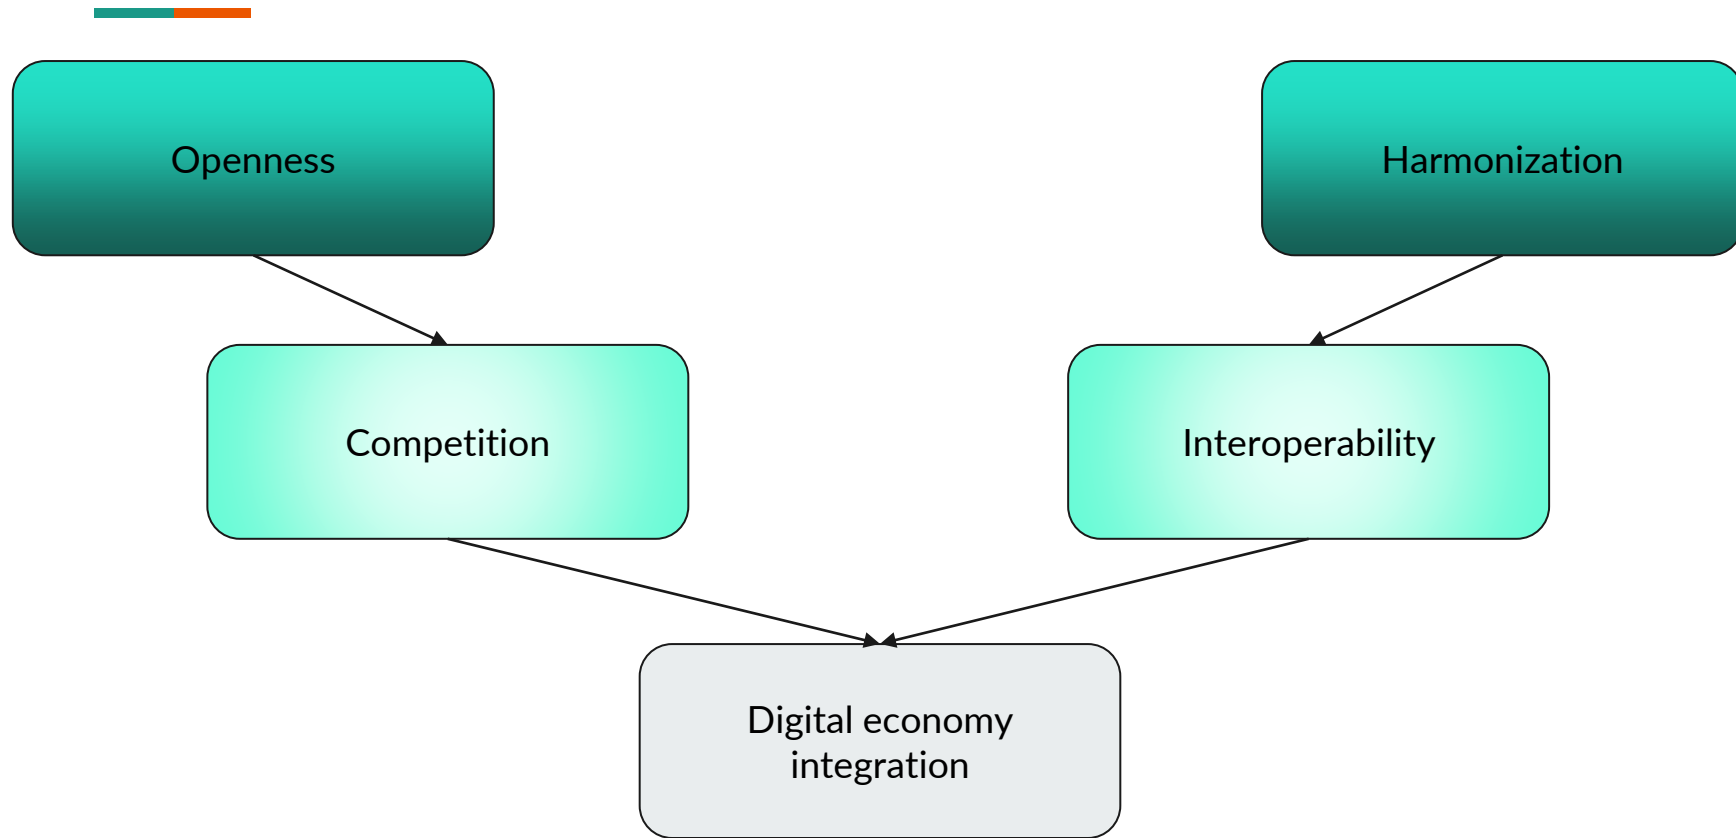 Openness
Harmonization
Competition
Interoperability
Digital economy
integration